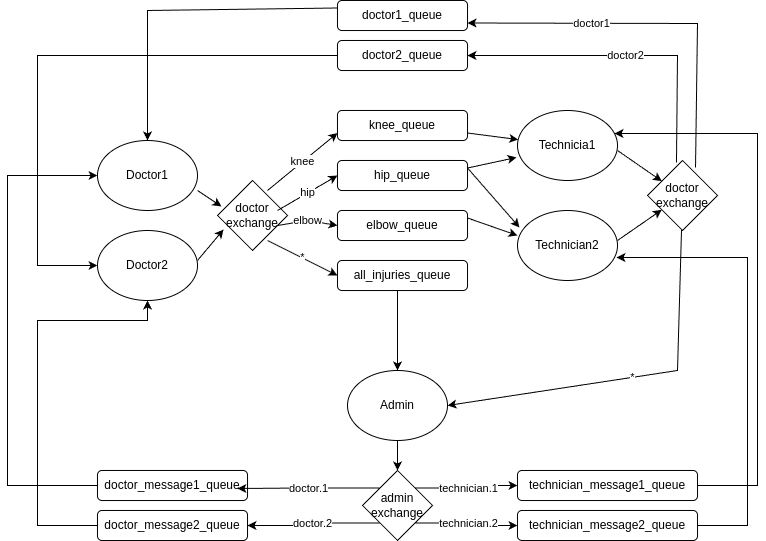 doctor1_queue
doctor1
doctor2_queue
doctor2
knee_queue
Technicia1
knee
Doctor1
hip_queue
hip
doctor
exchange
doctor
exchange
elbow
elbow_queue
Technician2
Doctor2
*
all_injuries_queue
*
Admin
doctor_message1_queue
doctor.1
technician.1
technician_message1_queue
admin
exchange
doctor_message2_queue
doctor.2
technician.2
technician_message2_queue